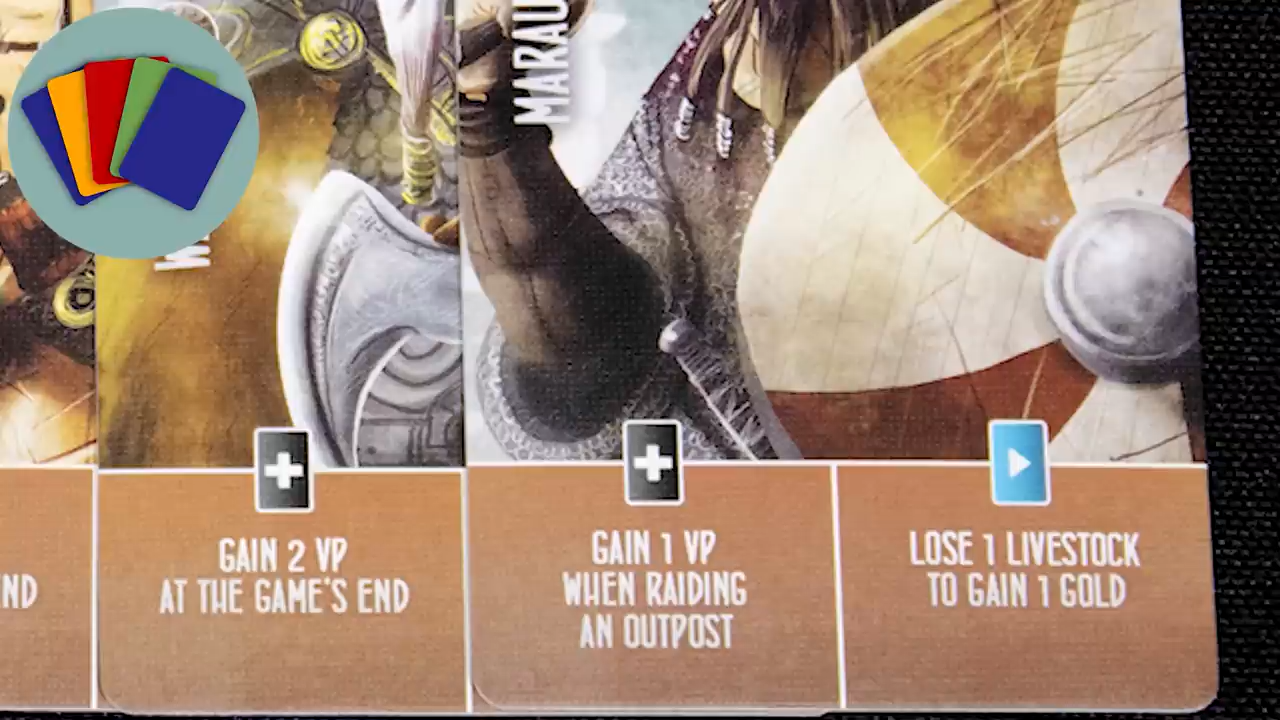 MARAU
W
ND
GAIN 2 VP
AT THE GAME'S END
GAIN 1 VP
WHEN RAIDING
AN OUTPOST
LOSE 1 LIVESTOCK
TO GAIN 1 GOLD